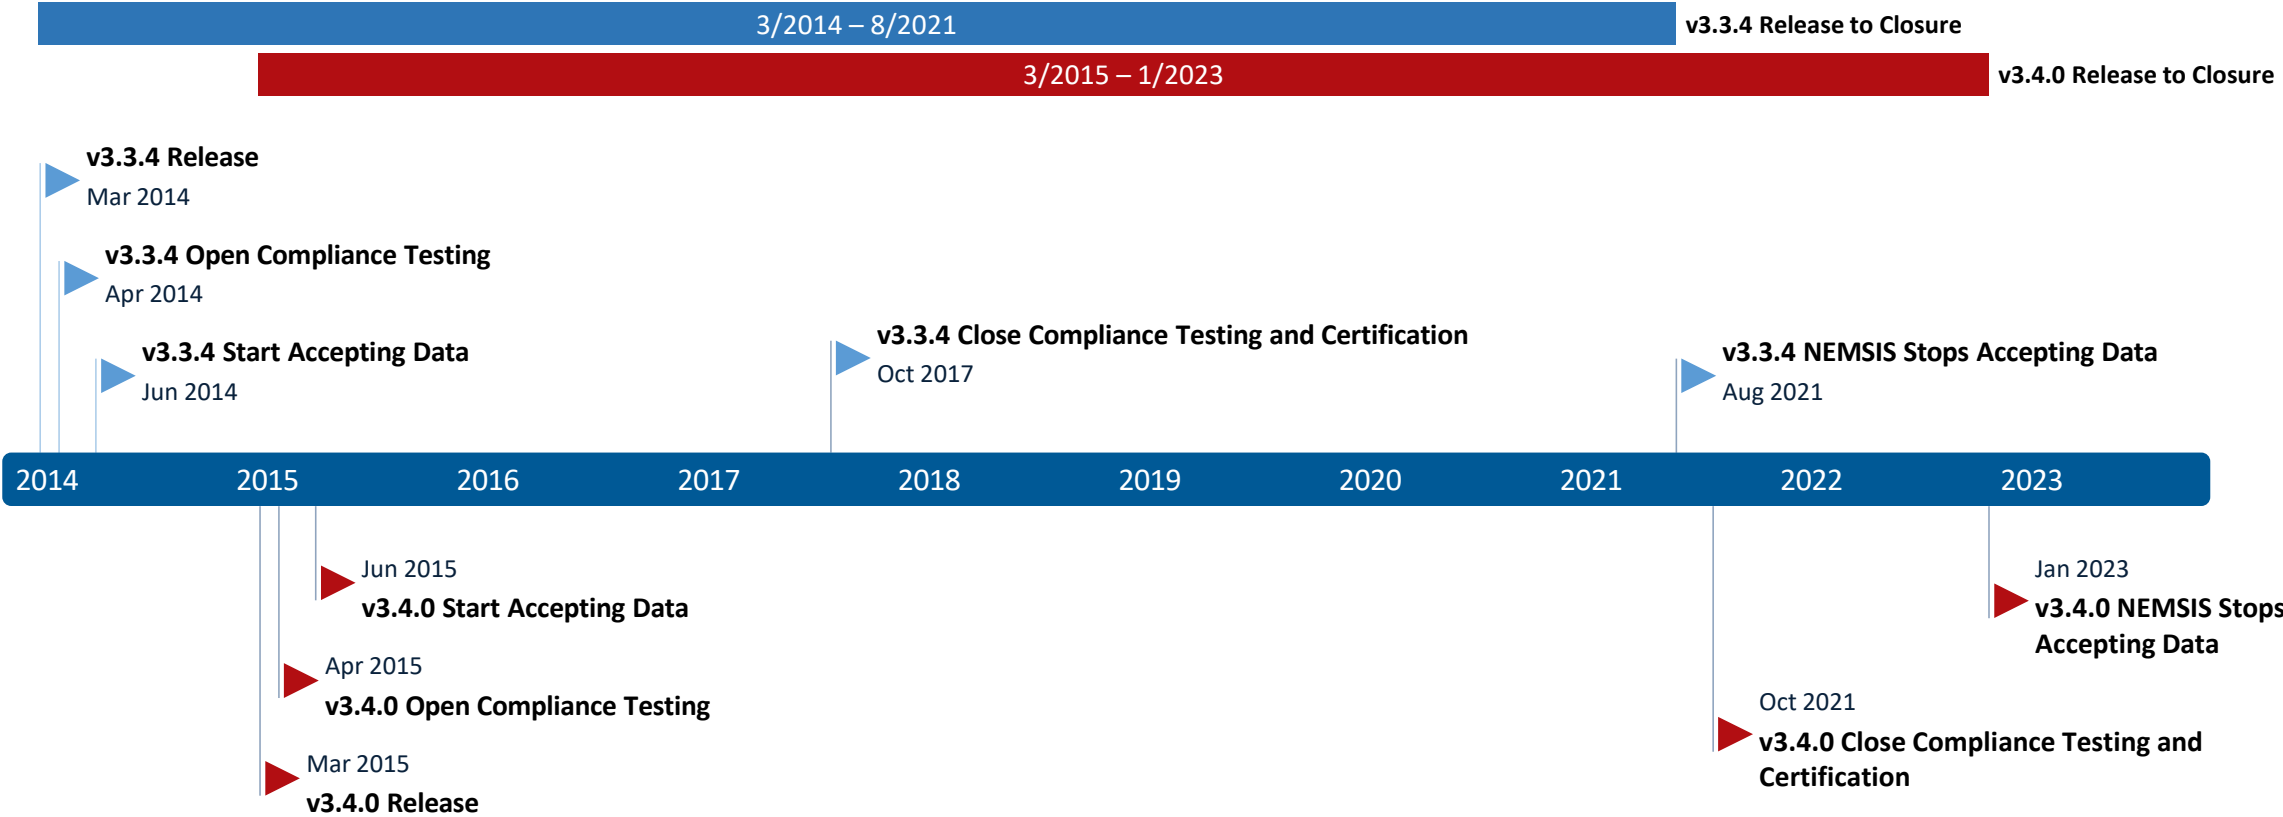 3/2014 – 8/2021
v3.3.4 Release to Closure
3/2015 – 1/2023
v3.4.0 Release to Closure
v3.3.4 Release
Mar 2014
v3.3.4 Open Compliance Testing
Apr 2014
v3.3.4 Start Accepting Data
Jun 2014
v3.3.4 Close Compliance Testing and Certification
Oct 2017
v3.3.4 NEMSIS Stops Accepting Data
Aug 2021
2014 2015 2016 2017 2018 2019 2020 2021 2022 2023
Jun 2015
v3.4.0 Start Accepting Data
Apr 2015
v3.4.0 Open Compliance Testing
Mar 2015
v3.4.0 Release
Jan 2023
v3.4.0 NEMSIS Stops
Accepting Data
Oct 2021
v3.4.0 Close Compliance Testing and
Certification